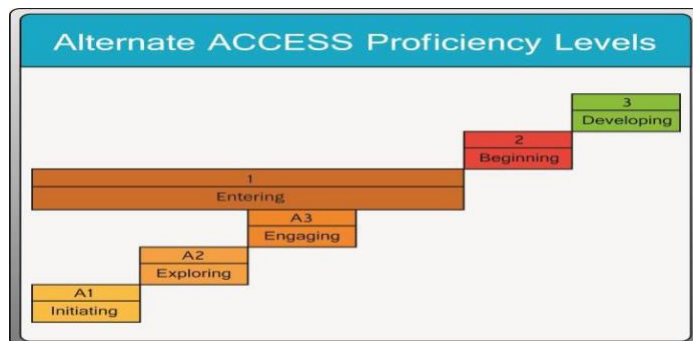 Alternate ACCESS Proficiency Levels
3
Developing
2
Beginning
1
Entering
A3
Engaging
A2
Exploring
A1
Initiating